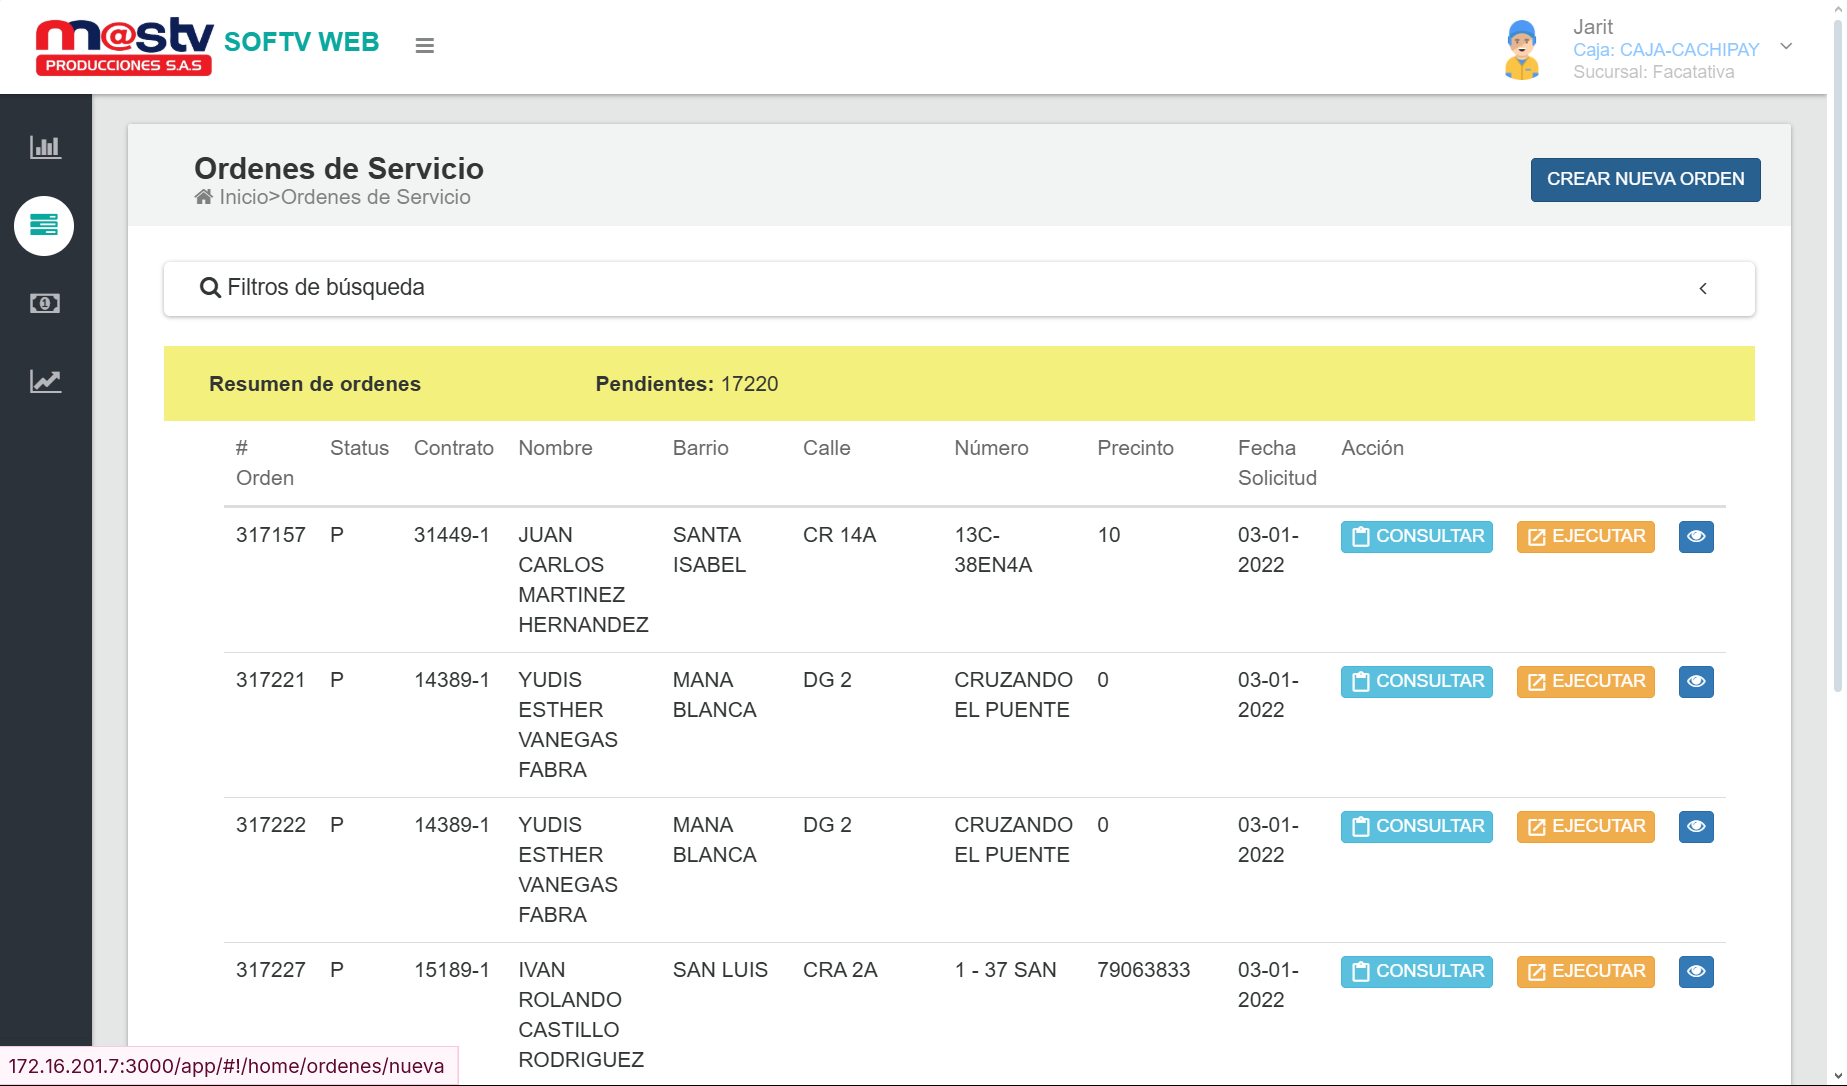 m@stv
PRODUCCIONES S.A.S
SOFTV WEB
Jarit
Caja: CAJA-CACHIPAY
Sucursal: Facatativa
Ordenes de Servicio
Inicio>Ordenes de Servicio
CREAR NUEVA ORDEN
Filtros de búsqueda
Resumen de ordenes Pendientes: 17220
# Orden Status Contrato Nombre Barrio Calle Número Precinto Fecha Solicitud Acción
317157 P 31449-1 JUAN SANTA CR 14A 13C- 10 03-01- CONSULTAR EJECUTAR
CARLOS ISABEL 38EN4A 2022
MARTINEZ
HERNANDEZ
317221 P 14389-1 YUDIS MANA DG 2 CRUZANDO 0 03-01- CONSULTAR EJECUTAR
ESTHER BLANCA EL PUENTE 2022
VANEGAS
FABRA
317222 P 14389-1 YUDIS MANA DG 2 CRUZANDO 0 03-01- CONSULTAR EJECUTAR
ESTHER BLANCA EL PUENTE 2022
VANEGAS
FABRA
317227 P 15189-1 IVAN SAN LUIS CRA 2A 1 - 37 SAN 79063833 03-01- CONSULTAR EJECUTAR
ROLANDO 2022
CASTILLO
RODRIGUEZ
172.16.201.7:3000/app/#!/home/ordenes/nueva